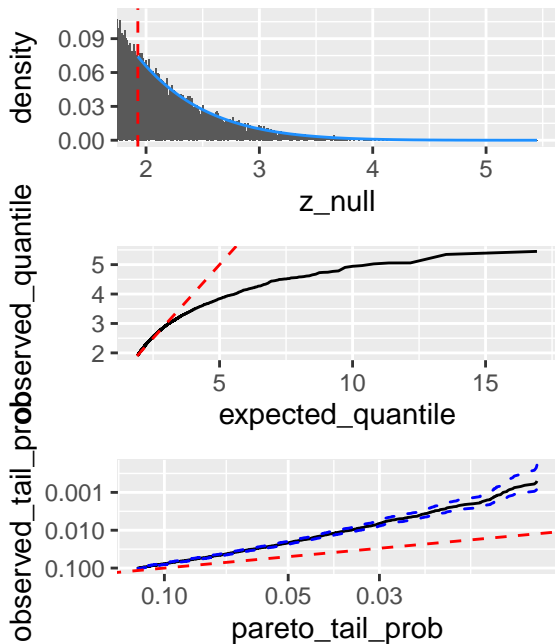 density
0.09
0.06
0.03
0.00
2 3 4 5
z_null
observed_quantile
5
4
3
2
5 10 15
expected_quantile
observed_tail_prob
0.001
0.010
0.100
0.10 0.05 0.03
pareto_tail_prob